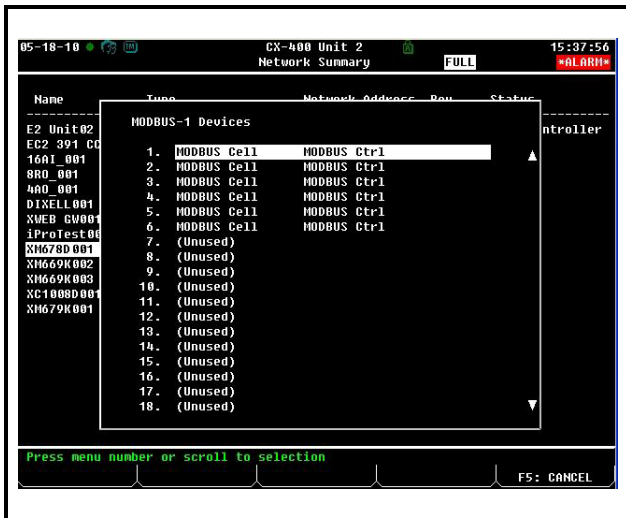 05-18-10 CX-400 Unit 2 15:37:56
Network Summary FULL *ALARM*
Name Network Address Status
MODBUS-1 Devices
E2 Unit02 ntroller
EC2 391 CC
16AI_001
8RO_001
4AO_001
DIXELL001
XWEB GW001
iProTest00
XM678D001
XM669K002
XM669K003
XC1008D001
XM679K001
1. MODBUS Cell MODBUS Ctrl
2. MODBUS Cell MODBUS Ctrl
3. MODBUS Cell MODBUS Ctrl
4. MODBUS Cell MODBUS Ctrl
5. MODBUS Cell MODBUS Ctrl
6. MODBUS Cell MODBUS Ctrl
7. (Unused)
8. (Unused)
9. (Unused)
10. (Unused)
11. (Unused)
12. (Unused)
13. (Unused)
14. (Unused)
15. (Unused)
16. (Unused)
17. (Unused)
18. (Unused)
Press menu number or scroll to selection
F5: CANCEL